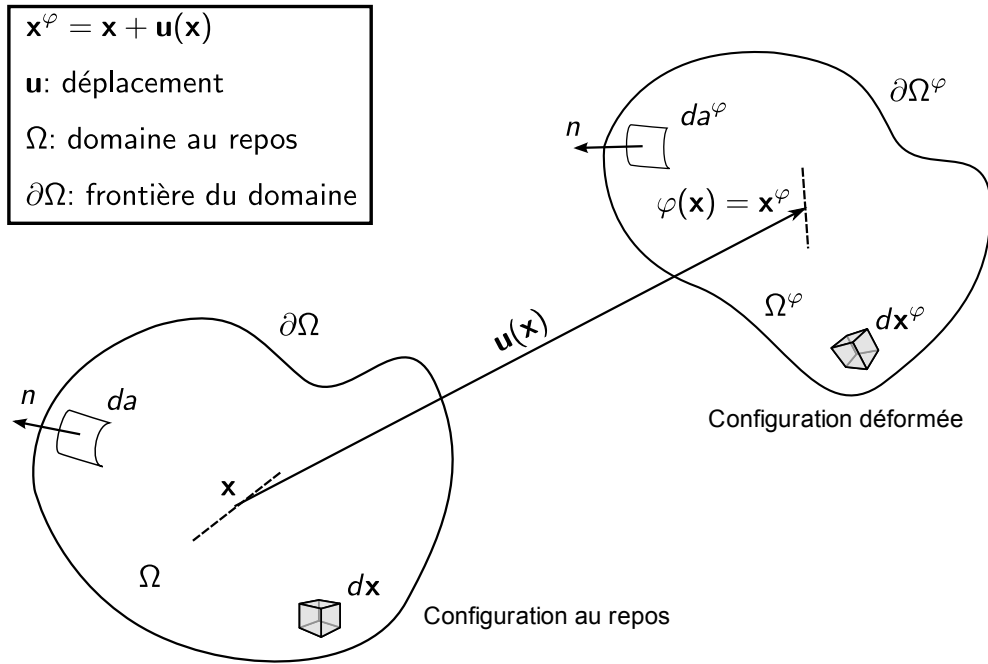 𝐱^φ = 𝐱 + 𝐮(𝐱)
𝐮: déplacement
Ω: domaine au repos
∂Ω: frontière du domaine
∂Ω^φ
n
da^φ
φ(𝐱) = 𝐱^φ
Ω^φ
d𝐱^φ
Configuration déformée
𝐮(𝐱)
∂Ω
n
da
𝐱
Ω
d𝐱
Configuration au repos